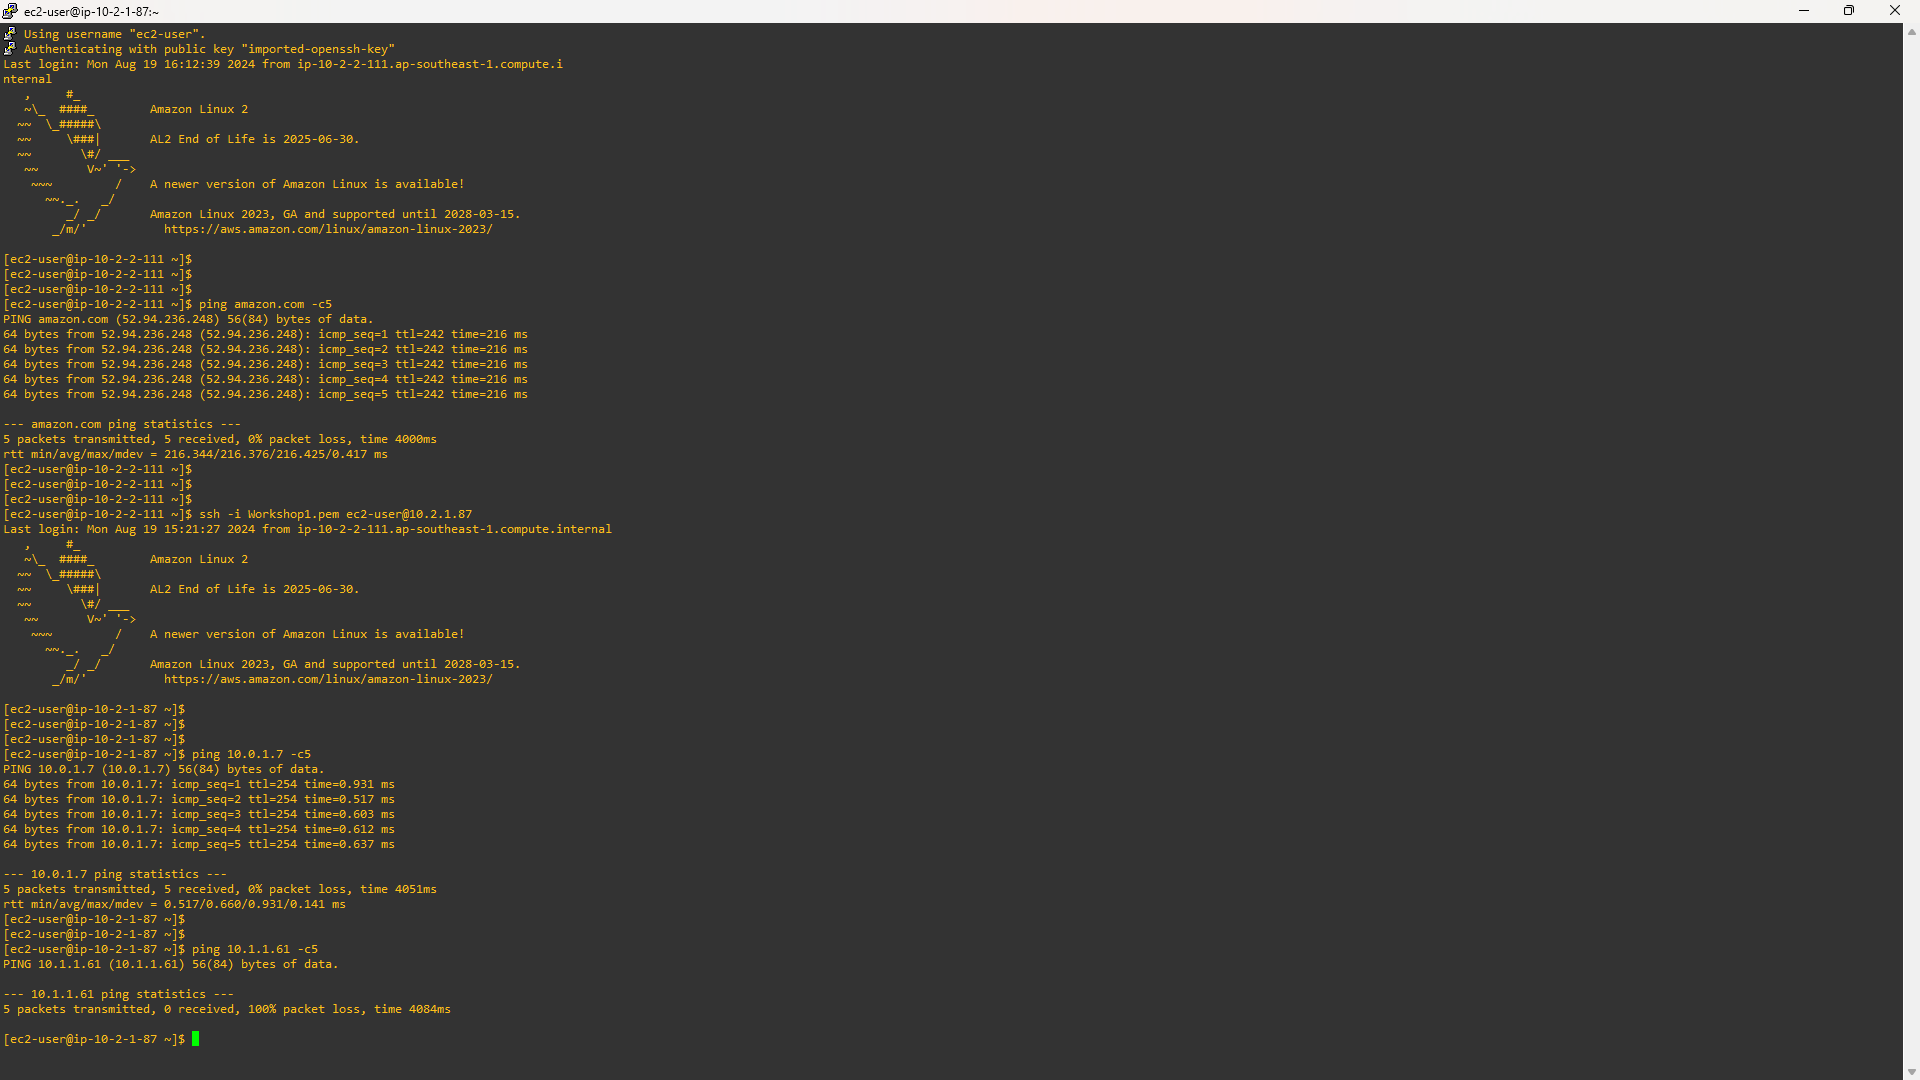 ec2-user@ip-10-2-1-87:~
Using username "ec2-user".
Authenticating with public key "imported-openssh-key"
Last login: Mon Aug 19 16:12:39 2024 from ip-10-2-2-111.ap-southeast-1.compute.i
nternal
   ,     #_
   ~\_  ####_        Amazon Linux 2
  ~~  \_#####\
  ~~     \###|       AL2 End of Life is 2025-06-30.
  ~~       \#/ ___
   ~~       V~' '->
    ~~~         /    A newer version of Amazon Linux is available!
      ~~._.   _/
         _/ _/       Amazon Linux 2023, GA and supported until 2028-03-15.
       _/m/'           https://aws.amazon.com/linux/amazon-linux-2023/
[ec2-user@ip-10-2-2-111 ~]$
[ec2-user@ip-10-2-2-111 ~]$
[ec2-user@ip-10-2-2-111 ~]$
[ec2-user@ip-10-2-2-111 ~]$ ping amazon.com -c5
PING amazon.com (52.94.236.248) 56(84) bytes of data.
64 bytes from 52.94.236.248 (52.94.236.248): icmp_seq=1 ttl=242 time=216 ms
64 bytes from 52.94.236.248 (52.94.236.248): icmp_seq=2 ttl=242 time=216 ms
64 bytes from 52.94.236.248 (52.94.236.248): icmp_seq=3 ttl=242 time=216 ms
64 bytes from 52.94.236.248 (52.94.236.248): icmp_seq=4 ttl=242 time=216 ms
64 bytes from 52.94.236.248 (52.94.236.248): icmp_seq=5 ttl=242 time=216 ms
--- amazon.com ping statistics ---
5 packets transmitted, 5 received, 0% packet loss, time 4000ms
rtt min/avg/max/mdev = 216.344/216.376/216.425/0.417 ms
[ec2-user@ip-10-2-2-111 ~]$
[ec2-user@ip-10-2-2-111 ~]$
[ec2-user@ip-10-2-2-111 ~]$
[ec2-user@ip-10-2-2-111 ~]$ ssh -i Workshop1.pem ec2-user@10.2.1.87
Last login: Mon Aug 19 15:21:27 2024 from ip-10-2-2-111.ap-southeast-1.compute.internal
   ,     #_
   ~\_  ####_        Amazon Linux 2
  ~~  \_#####\
  ~~     \###|       AL2 End of Life is 2025-06-30.
  ~~       \#/ ___
   ~~       V~' '->
    ~~~         /    A newer version of Amazon Linux is available!
      ~~._.   _/
         _/ _/       Amazon Linux 2023, GA and supported until 2028-03-15.
       _/m/'           https://aws.amazon.com/linux/amazon-linux-2023/
[ec2-user@ip-10-2-1-87 ~]$
[ec2-user@ip-10-2-1-87 ~]$
[ec2-user@ip-10-2-1-87 ~]$
[ec2-user@ip-10-2-1-87 ~]$ ping 10.0.1.7 -c5
PING 10.0.1.7 (10.0.1.7) 56(84) bytes of data.
64 bytes from 10.0.1.7: icmp_seq=1 ttl=254 time=0.931 ms
64 bytes from 10.0.1.7: icmp_seq=2 ttl=254 time=0.517 ms
64 bytes from 10.0.1.7: icmp_seq=3 ttl=254 time=0.603 ms
64 bytes from 10.0.1.7: icmp_seq=4 ttl=254 time=0.612 ms
64 bytes from 10.0.1.7: icmp_seq=5 ttl=254 time=0.637 ms
--- 10.0.1.7 ping statistics ---
5 packets transmitted, 5 received, 0% packet loss, time 4051ms
rtt min/avg/max/mdev = 0.517/0.660/0.931/0.141 ms
[ec2-user@ip-10-2-1-87 ~]$
[ec2-user@ip-10-2-1-87 ~]$
[ec2-user@ip-10-2-1-87 ~]$ ping 10.1.1.61 -c5
PING 10.1.1.61 (10.1.1.61) 56(84) bytes of data.
--- 10.1.1.61 ping statistics ---
5 packets transmitted, 0 received, 100% packet loss, time 4084ms
[ec2-user@ip-10-2-1-87 ~]$